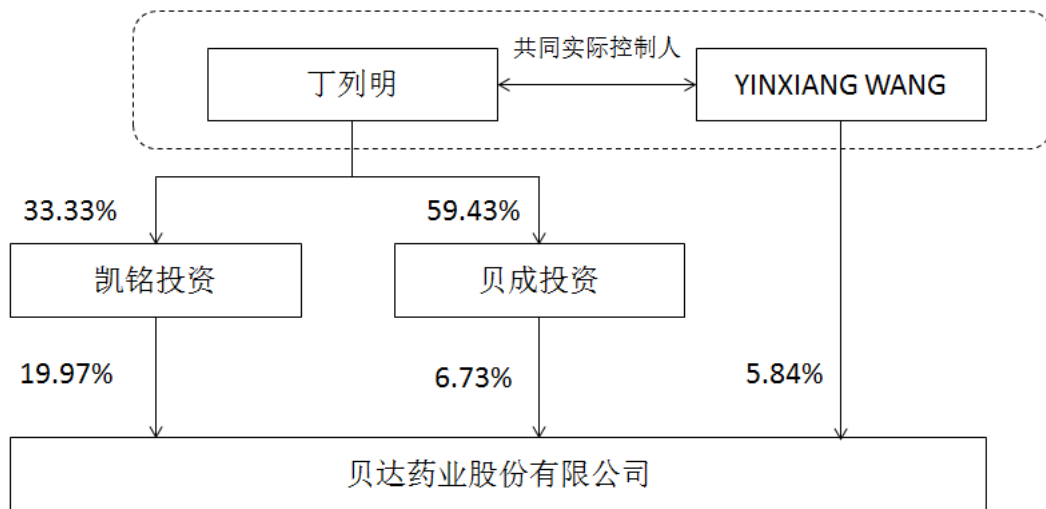 共同实际控制人
丁列明
YINXIANG WANG
33.33%
59.43%
凯铭投资
贝成投资
19.97%
6.73%
5.84%
贝达药业股份有限公司